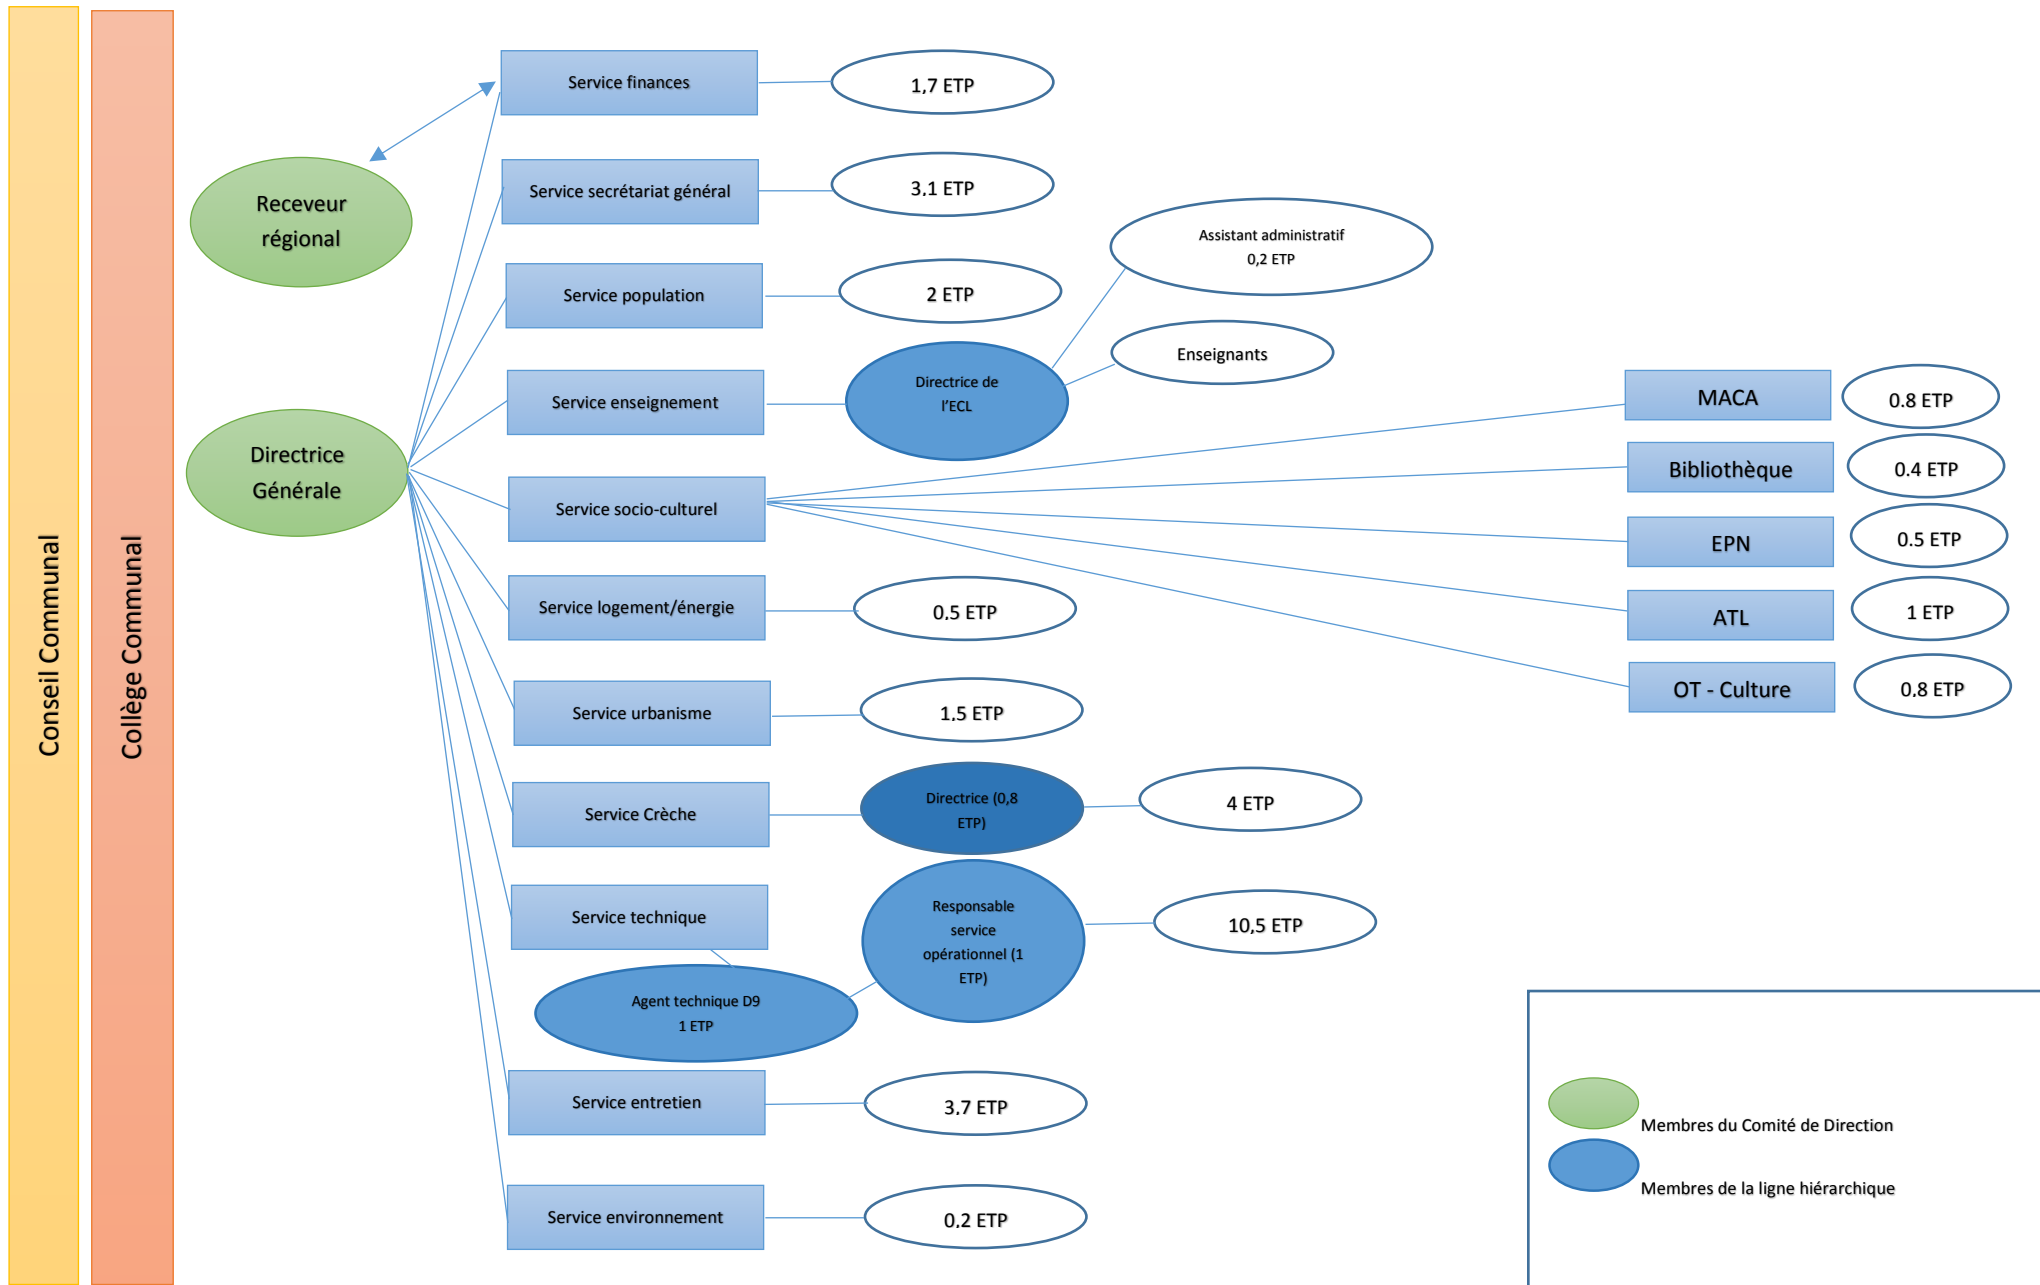 Conseil Communal
Collège Communal
Receveur
régional
Directrice
Générale
Service finances
1,7 ETP
Service secrétariat général
3,1 ETP
Service population
2 ETP
Service enseignement
Directrice de
l'ECL
Assistant administratif
0,2 ETP
Enseignants
Service socio-culturel
MACA
0.8 ETP
Bibliothèque
0.4 ETP
EPN
0.5 ETP
ATL
1 ETP
OT - Culture
0,8 ETP
Service logement/énergie
0,5 ETP
Service urbanisme
1,5 ETP
Service Crèche
Directrice (0,8
ETP)
4 ETP
Service technique
Agent technique D9
1 ETP
Responsable
service
opérationnel (1
ETP)
10,5 ETP
Service entretien
3,7 ETP
Service environnement
0,2 ETP
Membres du Comité de Direction
Membres de la ligne hiérarchique